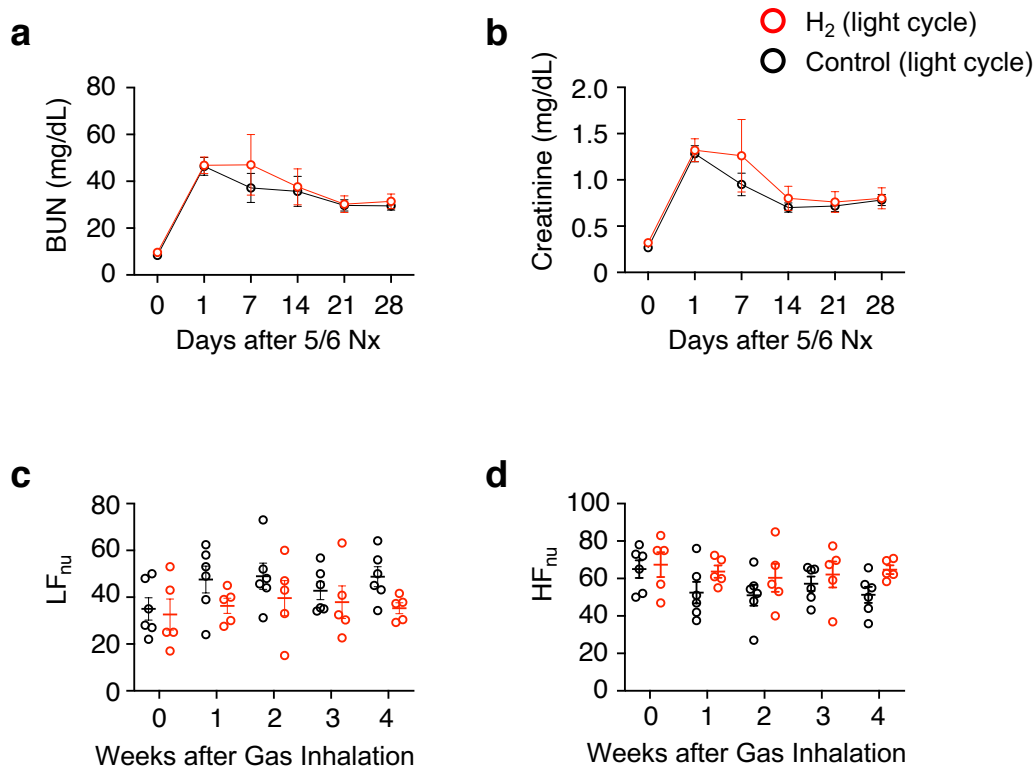 H₂ (light cycle)
Control (light cycle)
a
BUN (mg/dL)
80
60
40
20
0
0 1 7 14 21 28
Days after 5/6 Nx
b
Creatinine (mg/dL)
2.0
1.5
1.0
0.5
0
0 1 7 14 21 28
Days after 5/6 Nx
c
LFₙᵤ
80
60
40
20
0
0 1 2 3 4
Weeks after Gas Inhalation
d
HFₙᵤ
100
80
60
40
20
0
0 1 2 3 4
Weeks after Gas Inhalation